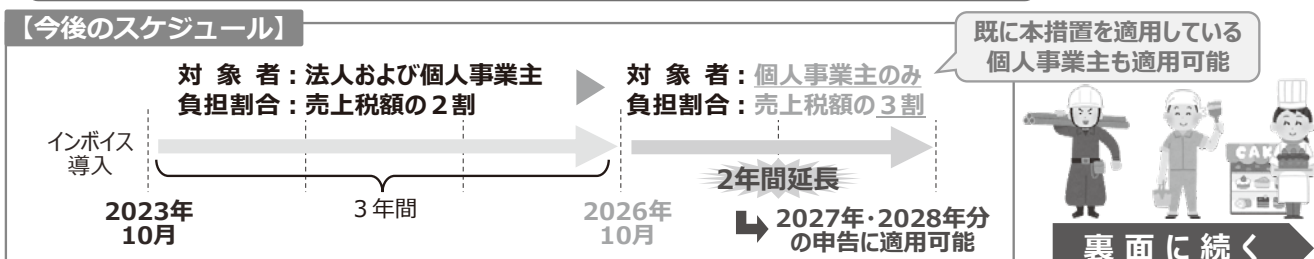 【今後のスケジュール】
既に本措置を適用している
個人事業主も適用可能
対象者：法人および個人事業主
負担割合：売上税額の２割
対象者：個人事業主のみ
負担割合：売上税額の３割
インボイス
導入
３年間
2年間延長
2023年
10月
2026年
10月
2027年・2028年分
の申告に適用可能
CAKE
裏面に続く